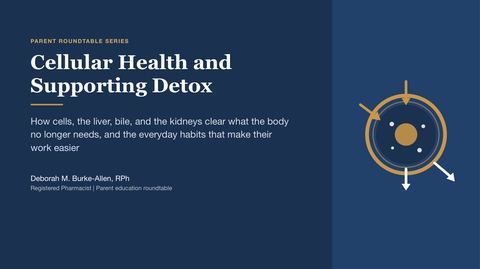 PARENT ROUNDTABLE SERIES
Cellular Health and
Supporting Detox
How cells, the liver, bile, and the kidneys clear what the body
no longer needs, and the everyday habits that make their
work easier
Deborah M. Burke-Allen, RPh
Registered Pharmacist | Parent education roundtable